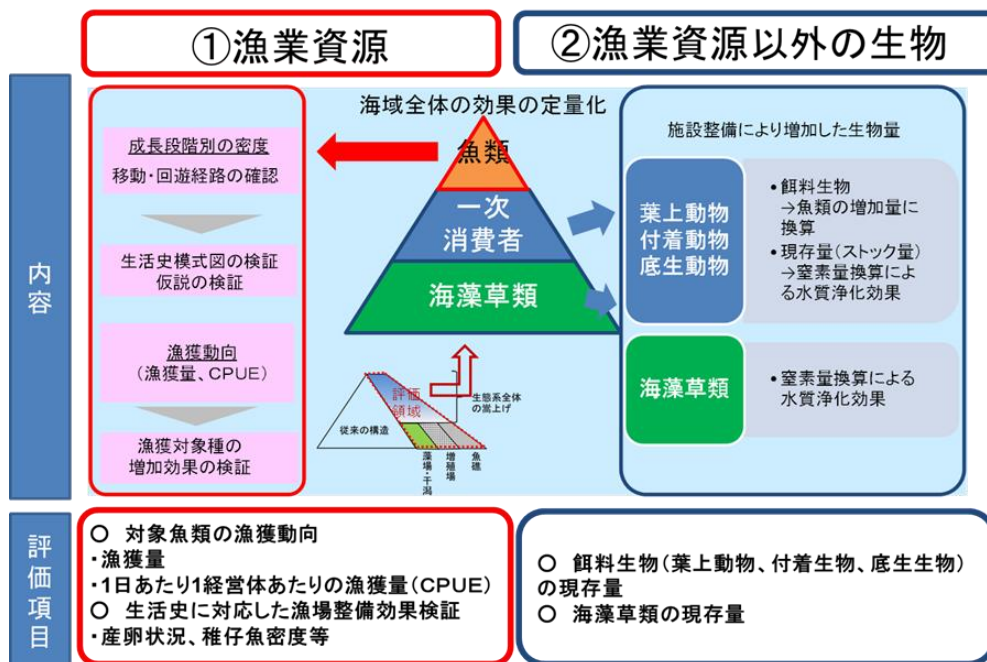 ①漁業資源
②漁業資源以外の生物
内容
海域全体の効果の定量化
成長段階別の密度
移動・回遊経路の確認
生活史模式図の検証
仮説の検証
漁獲動向
(漁獲量、CPUE)
漁獲対象種の
増加効果の検証
魚類
一次
消費者
海藻草類
評価
領域
従来の構造
生態系全体
の嵩上げ
藻場・干潟
増殖場
魚礁
施設整備により増加した生物量
葉上動物
付着動物
底生動物
•餌料生物
→魚類の増加量に
換算
•現存量(ストック量)
→窒素量換算によ
る水質浄化効果
海藻草類
•窒素量換算による
水質浄化効果
評価項目
○ 対象魚類の漁獲動向
・漁獲量
・1日あたり1経営体あたりの漁獲量(CPUE)
○ 生活史に対応した漁場整備効果検証
・産卵状況、稚仔魚密度等
○ 餌料生物(葉上動物、付着生物、底生生物)
の現存量
○ 海藻草類の現存量